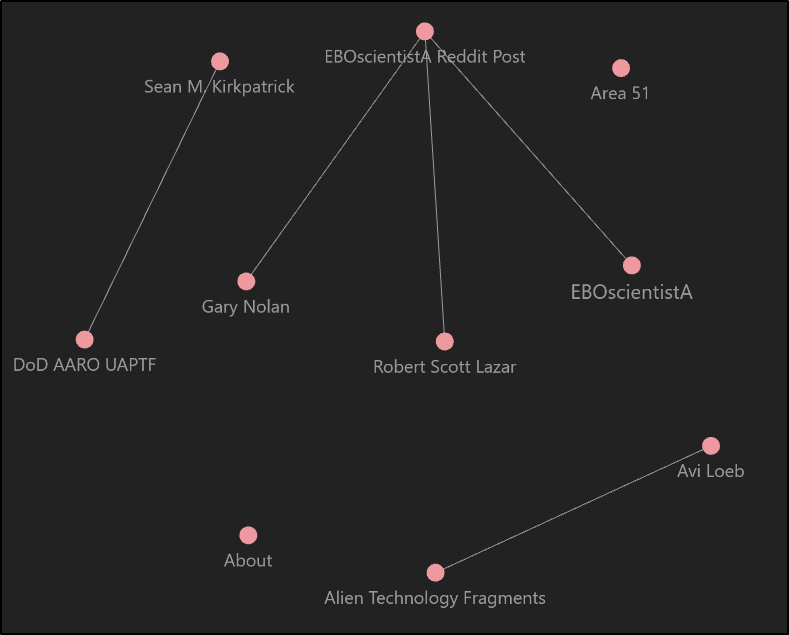 EBOscientistA Reddit Post
Sean M. Kirkpatrick
Area 51
EBOscientistA
Gary Nolan
DoD AARO UAPTF
Robert Scott Lazar
Avi Loeb
About
Alien Technology Fragments